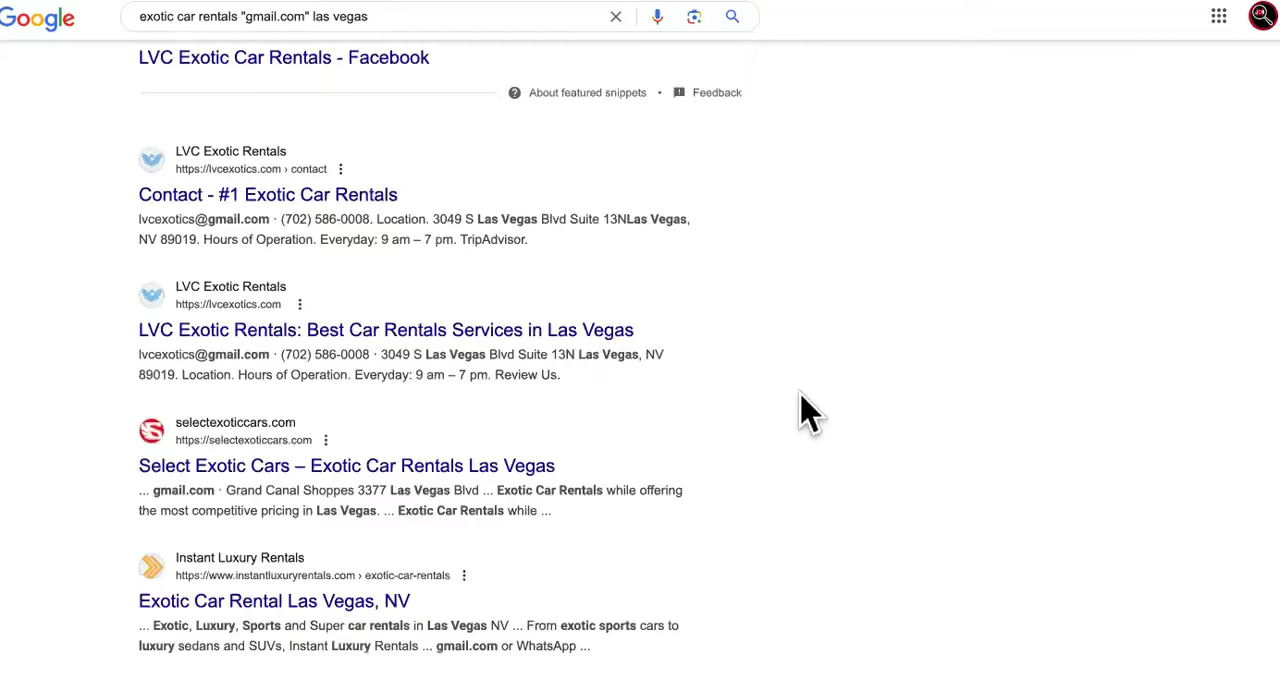 Google
exotic car rentals "gmail.com" las vegas
LVC Exotic Car Rentals - Facebook
About featured snippets • Feedback
LVC Exotic Rentals
https://lvcexotics.com › contact
Contact - #1 Exotic Car Rentals
lvcexotics@gmail.com · (702) 586-0008. Location. 3049 S Las Vegas Blvd Suite 13NLas Vegas,
NV 89019. Hours of Operation. Everyday: 9 am – 7 pm. TripAdvisor.
LVC Exotic Rentals
https://lvcexotics.com
LVC Exotic Rentals: Best Car Rentals Services in Las Vegas
lvcexotics@gmail.com · (702) 586-0008 · 3049 S Las Vegas Blvd Suite 13N Las Vegas, NV
89019. Location. Hours of Operation. Everyday: 9 am – 7 pm. Review Us.
selectexoticcars.com
https://selectexoticcars.com
Select Exotic Cars – Exotic Car Rentals Las Vegas
... gmail.com · Grand Canal Shoppes 3377 Las Vegas Blvd ... Exotic Car Rentals while offering
the most competitive pricing in Las Vegas. ... Exotic Car Rentals while ...
Instant Luxury Rentals
https://www.instantluxuryrentals.com › exotic-car-rentals
Exotic Car Rental Las Vegas, NV
... Exotic, Luxury, Sports and Super car rentals in Las Vegas NV ... From exotic sports cars to
luxury sedans and SUVs, Instant Luxury Rentals ... gmail.com or WhatsApp ...